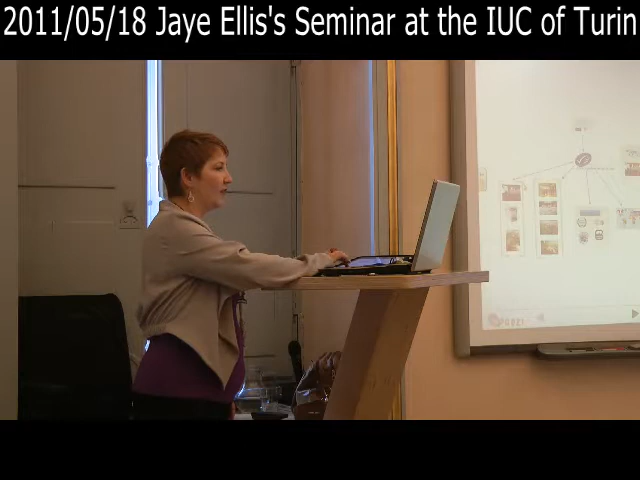 2011/05/18 Jaye Ellis's Seminar at the IUC of Turin